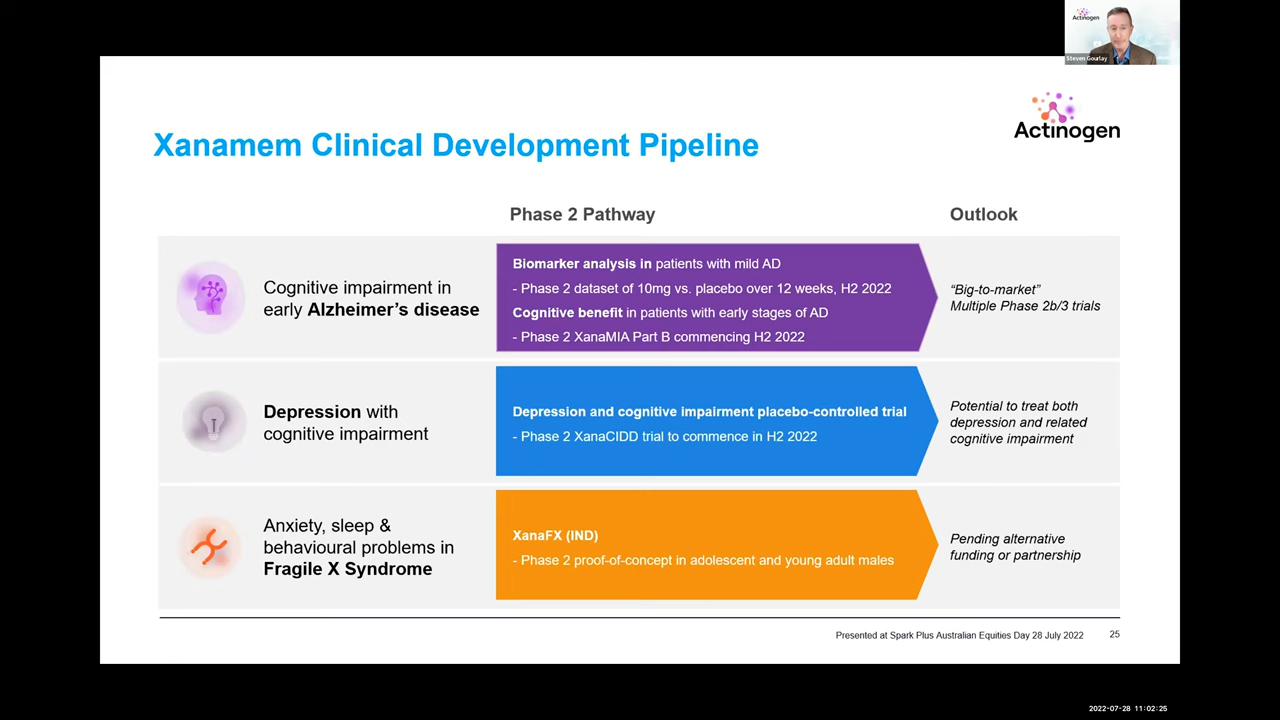 Actinogen
Steven Gourlay
Actinogen
Xanamem Clinical Development Pipeline
Phase 2 Pathway
Outlook
Cognitive impairment in
early Alzheimer's disease
Biomarker analysis in patients with mild AD
- Phase 2 dataset of 10mg vs. placebo over 12 weeks, H2 2022
Cognitive benefit in patients with early stages of AD
- Phase 2 XanaMIA Part B commencing H2 2022
“Big-to-market”
Multiple Phase 2b/3 trials
Depression with
cognitive impairment
Depression and cognitive impairment placebo-controlled trial
- Phase 2 XanaCIDD trial to commence in H2 2022
Potential to treat both
depression and related
cognitive impairment
Anxiety, sleep &
behavioural problems in
Fragile X Syndrome
XanaFX (IND)
- Phase 2 proof-of-concept in adolescent and young adult males
Pending alternative
funding or partnership
Presented at Spark Plus Australian Equities Day 28 July 2022
25
2022-07-28 11:02:25